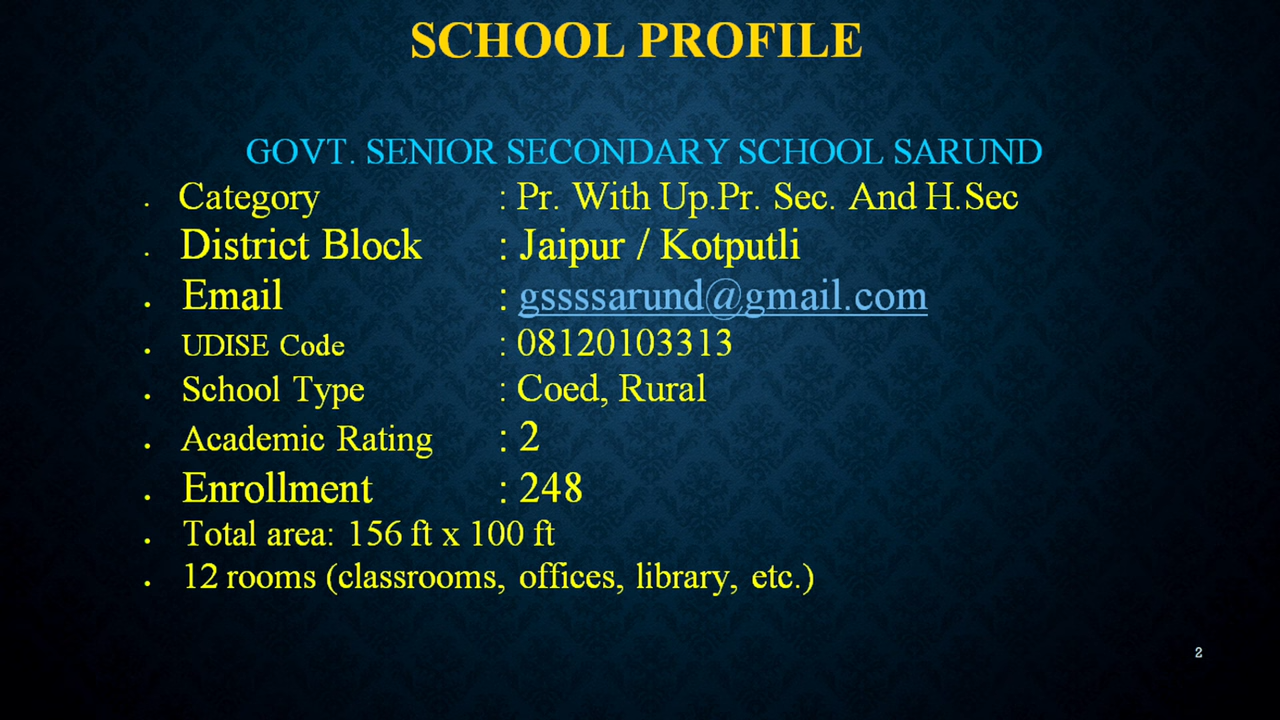 SCHOOL PROFILE
GOVT. SENIOR SECONDARY SCHOOL SARUND
• Category : Pr. With Up.Pr. Sec. And H.Sec
• District Block : Jaipur / Kotputli
• Email : gssssarund@gmail.com
• UDISE Code : 08120103313
• School Type : Coed, Rural
• Academic Rating : 2
• Enrollment : 248
• Total area: 156 ft x 100 ft
• 12 rooms (classrooms, offices, library, etc.)
2